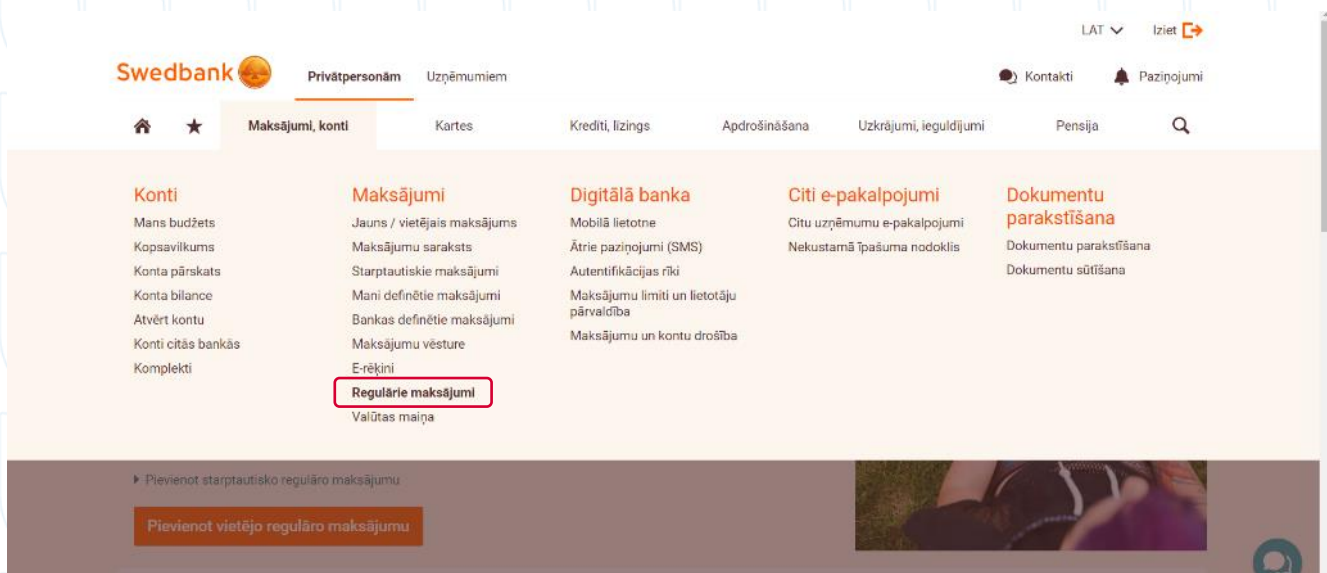 LAT Iziet
Swedbank Privātpersonām Uzņēmumiem Kontakti Paziņojumi
Maksājumi, konti Kartes Kredīti, līzings Apdrošināšana Uzkrājumi, ieguldījumi Pensija
Konti
Mans budžets
Kopsavilkums
Konta pārskats
Konta bilance
Atvērt kontu
Konti citās bankās
Komplekti
Maksājumi
Jauns / vietējais maksājums
Maksājumu saraksts
Starptautiskie maksājumi
Mani definētie maksājumi
Bankas definētie maksājumi
Maksājumu vēsture
E-rēķini
Regulārie maksājumi
Valūtas maiņa
Digitālā banka
Mobilā lietotne
Ātrie paziņojumi (SMS)
Autentifikācijas rīki
Maksājumu limiti un lietotāju
pārvaldība
Maksājumu un kontu drošība
Citi e-pakalpojumi
Citu uzņēmumu e-pakalpojumi
Nekustamā īpašuma nodoklis
Dokumentu
parakstīšana
Dokumentu parakstīšana
Dokumentu sūtīšana
Pievienot starptautisko regulāro maksājumu
Pievienot vietējo regulāro maksājumu